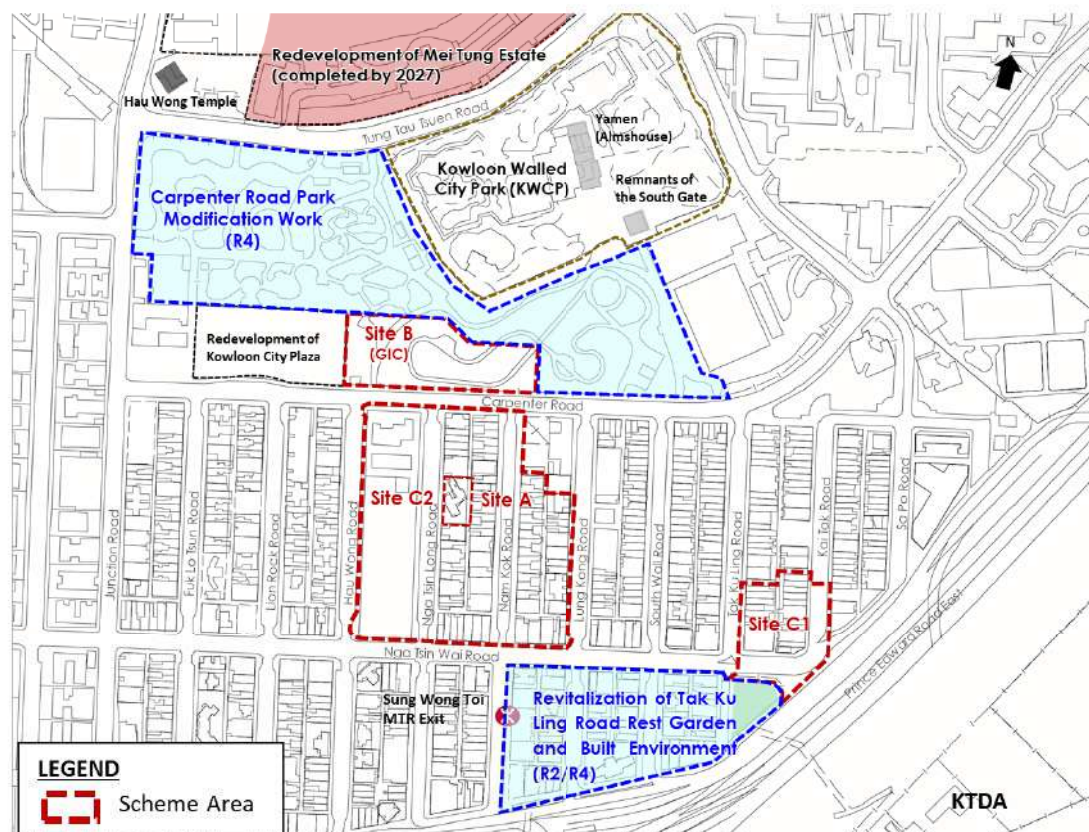 N
Redevelopment of Mei Tung Estate
(completed by 2027)
Hau Wong Temple
Tung Tau Tsuen Road
Yamen
(Almshouse)
Kowloon Walled
City Park (KWCP)
Remnants of
the South Gate
Carpenter Road Park
Modification Work
(R4)
Redevelopment of
Kowloon City Plaza
Site B
(GIC)
Carpenter Road
Site C2
Site A
Junction Road
Fuk Lo Tsun Road
Lion Rock Road
Hau Wong Road
Nga Tsin Long Road
Nam Kok Road
Lung Kong Road
South Wall Road
Tak Ku Ling Road
Kai Tak Road
Sa Po Road
Site C1
Nga Tsin Wai Road
Prince Edward Road East
Sung Wong Toi
MTR Exit
Revitalization of Tak Ku
Ling Road Rest Garden
and Built Environment
(R2/R4)
KTDA
LEGEND
Scheme Area